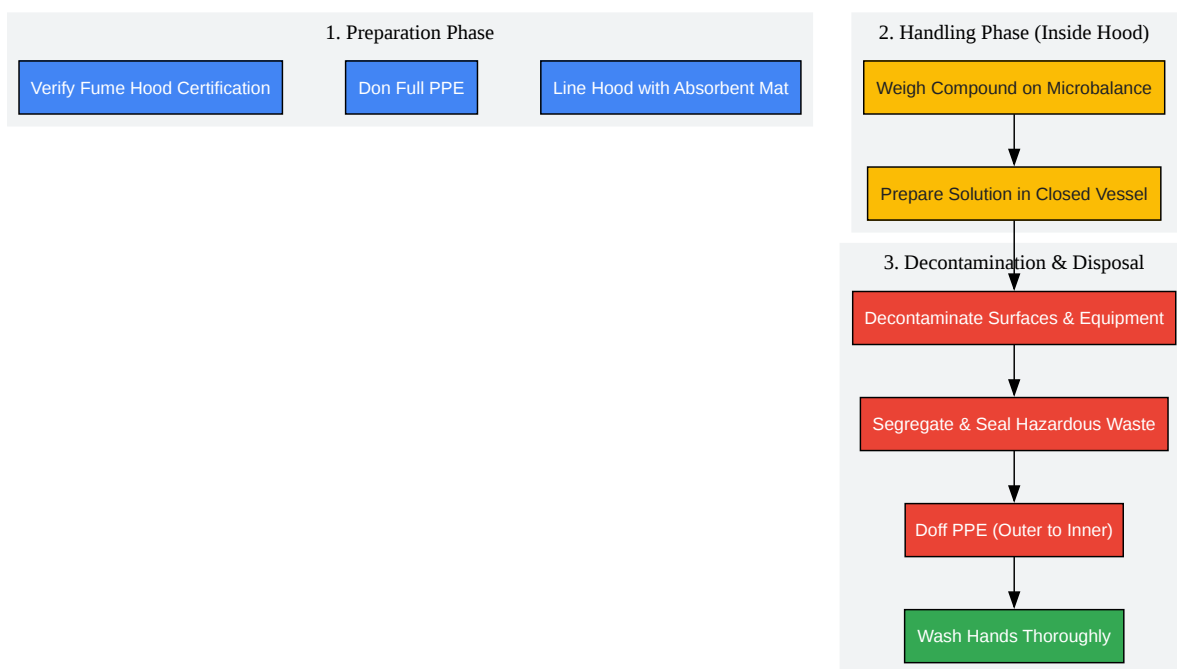 1. Preparation Phase
Verify Fume Hood Certification
Don Full PPE
Line Hood with Absorbent Mat
2. Handling Phase (Inside Hood)
Weigh Compound on Microbalance
Prepare Solution in Closed Vessel
3. Decontamination & Disposal
Decontaminate Surfaces & Equipment
Segregate & Seal Hazardous Waste
Doff PPE (Outer to Inner)
Wash Hands Thoroughly